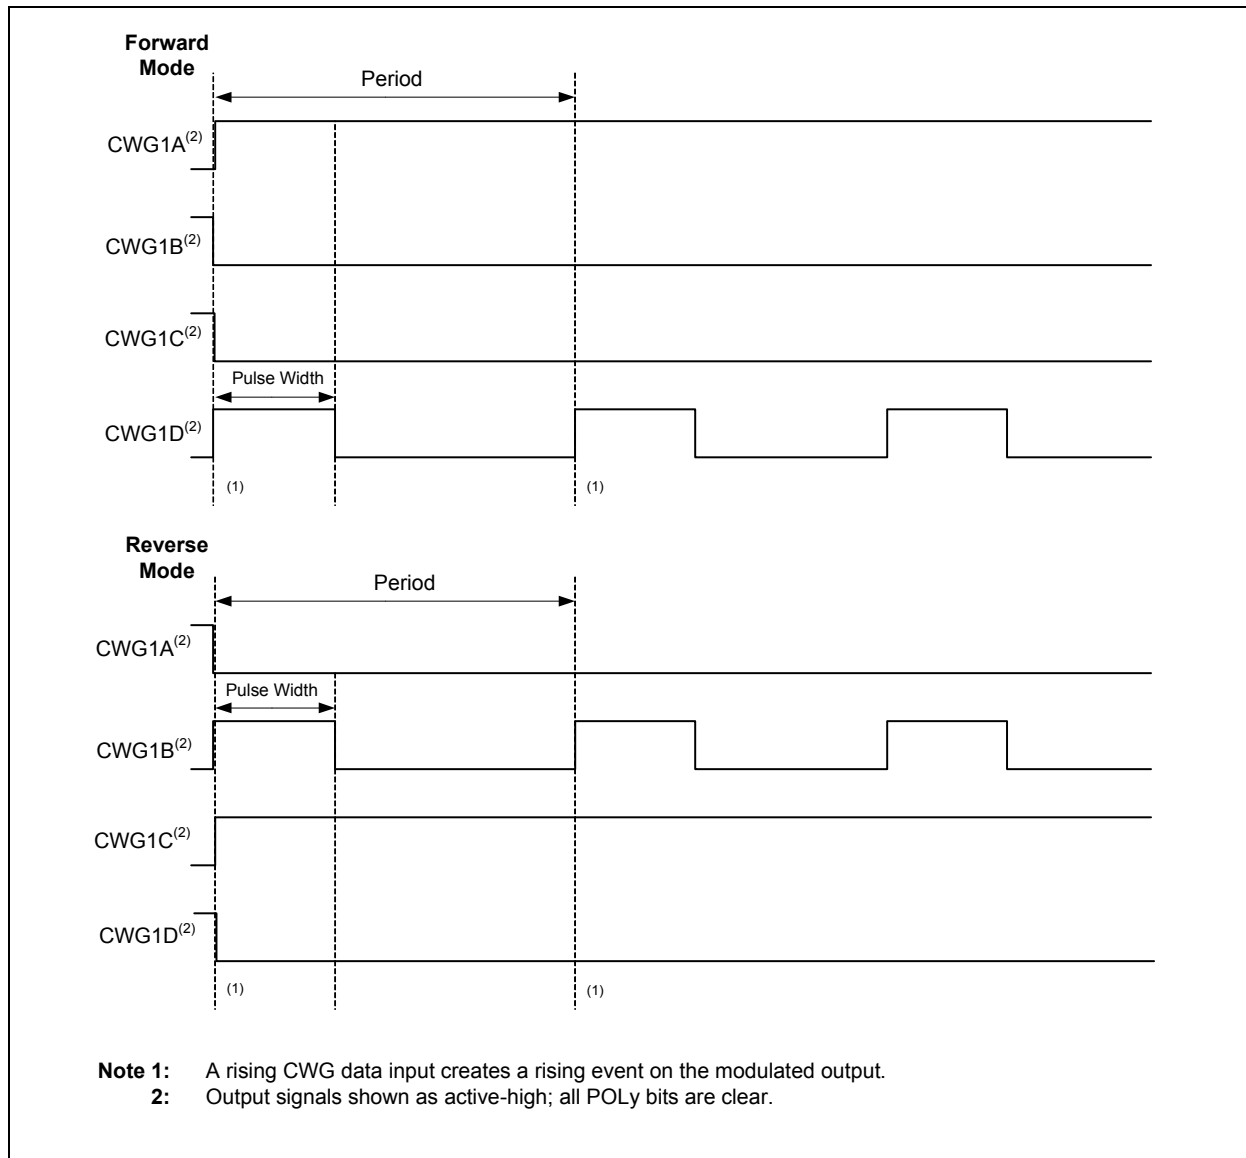 Forward
Mode
Period
CWG1A(2)
CWG1B(2)
CWG1C(2)
Pulse Width
CWG1D(2)
(1)
(1)
Reverse
Mode
Period
CWG1A(2)
Pulse Width
CWG1B(2)
CWG1C(2)
CWG1D(2)
(1)
(1)
Note 1: A rising CWG data input creates a rising event on the modulated output.
2: Output signals shown as active-high; all POLy bits are clear.